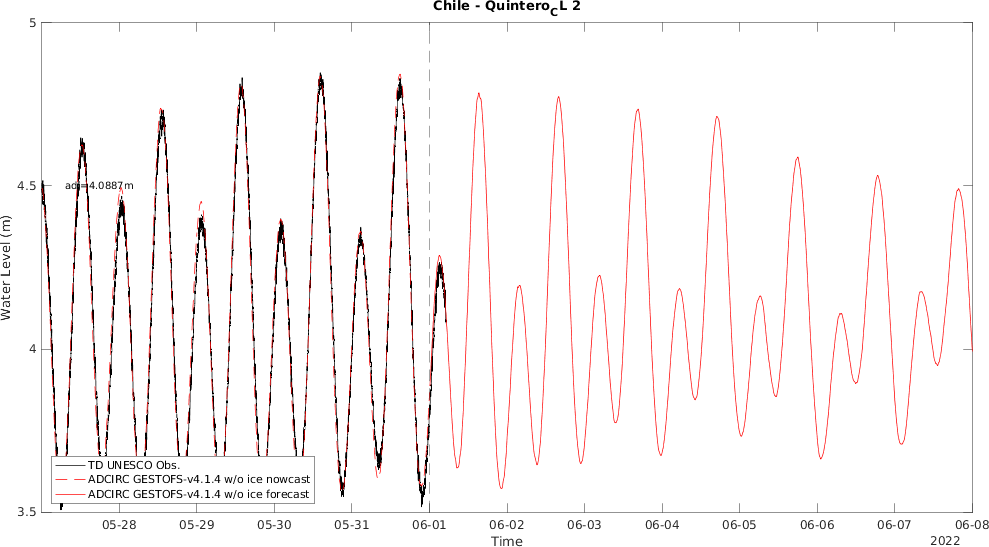 Chile - Quintero_CL 2
5
4.5
4
3.5
Water Level (m)
adj=4.0887m
TD UNESCO Obs.
ADCIRC GESTOFS-v4.1.4 w/o ice nowcast
ADCIRC GESTOFS-v4.1.4 w/o ice forecast
05-28 05-29 05-30 05-31 06-01 06-02 06-03 06-04 06-05 06-06 06-07 06-08
Time
2022